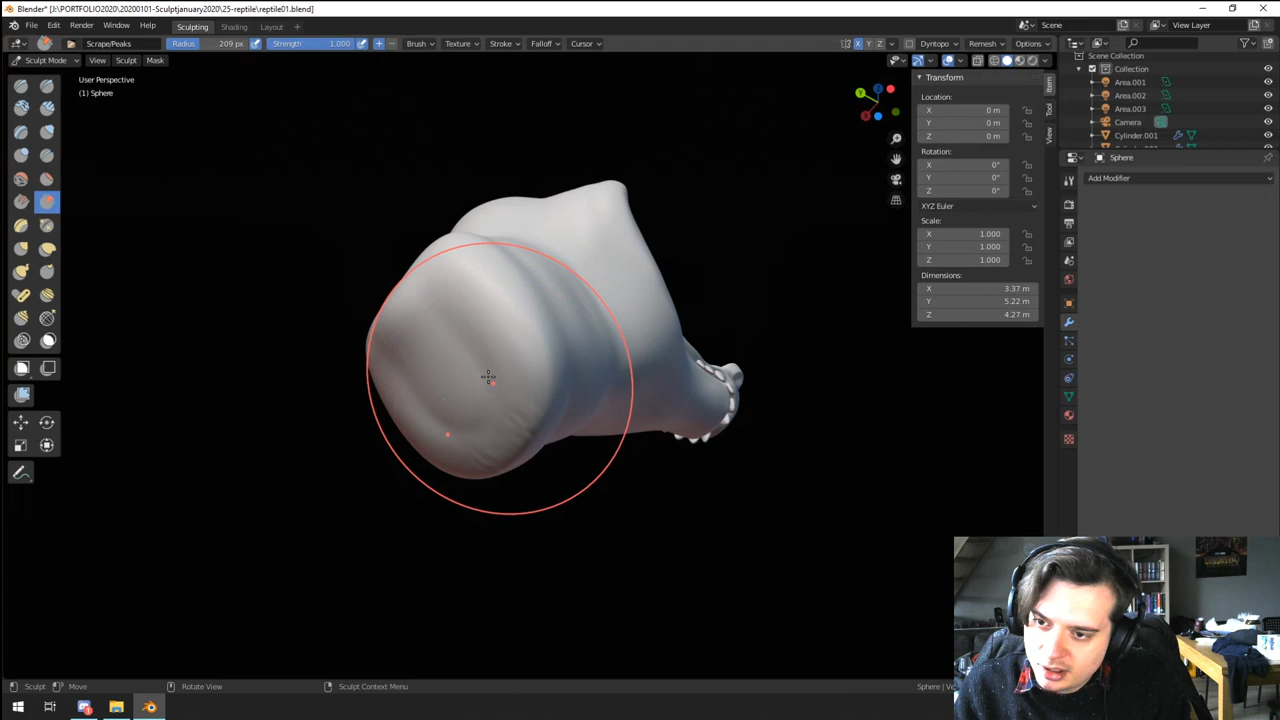 Blender* [J:\PORTFOLIO2020\20200101-Sculptjanuary2020\25-reptile\reptile01.blend]
File Edit Render Window Help Sculpting Shading Layout + Scene View Layer
Scrape/Peaks Radius 209 px Strength 1.000 Brush Texture Stroke Falloff Cursor X Y Z Dyntopo Remesh Options
Sculpt Mode View Sculpt Mask
User Perspective
(1) Sphere
Y
Z
X
Transform
Location:
X 0 m
Y 0 m
Z 0 m
Rotation:
X 0°
Y 0°
Z 0°
XYZ Euler
Scale:
X 1.000
Y 1.000
Z 1.000
Dimensions:
X 3.37 m
Y 5.22 m
Z 4.27 m
Item
Tool
View
Scene Collection
Collection
Area.001
Area.002
Area.003
Camera
Cylinder.001
Sphere
Add Modifier
Sculpt Move Rotate View Sculpt Context Menu Sphere | Ve